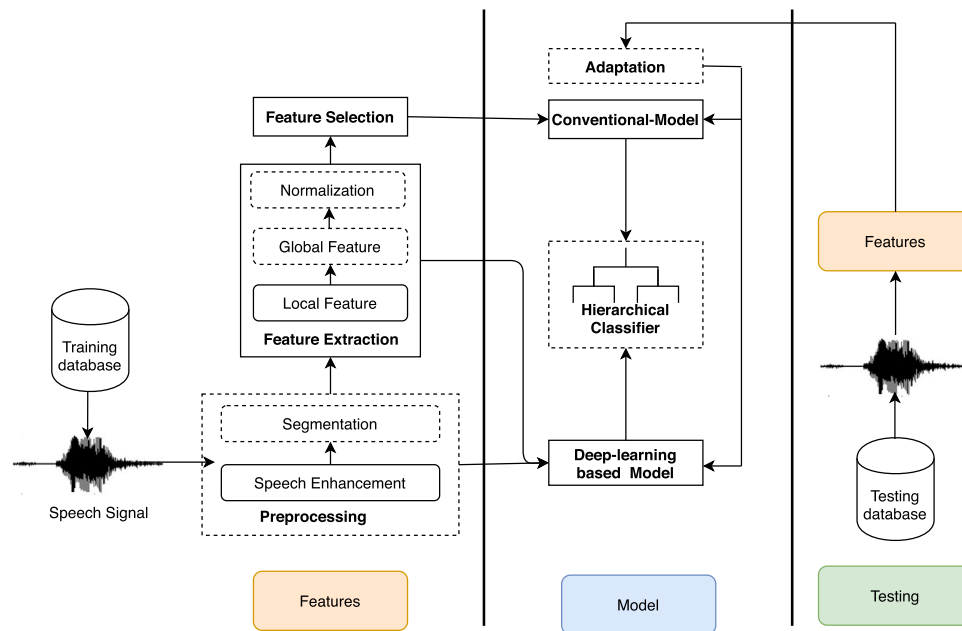 Adaptation
Feature Selection
Conventional-Model
Normalization
Global Feature
Local Feature
Feature Extraction
Hierarchical
Classifier
Features
Training
database
Segmentation
Speech Enhancement
Preprocessing
Speech Signal
Deep-learning
based Model
Testing
database
Features
Model
Testing